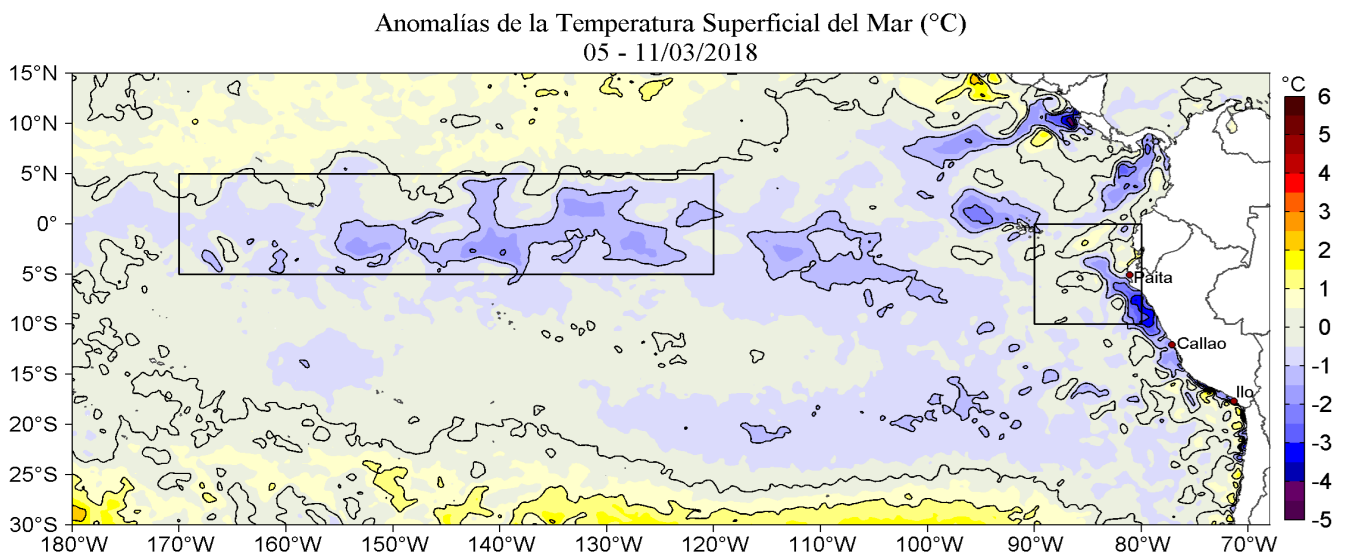 Anomalías de la Temperatura Superficial del Mar (°C)
05 - 11/03/2018
15°N
10°N
5°N
0°
5°S
10°S
15°S
20°S
25°S
30°S
180°W
170°W
160°W
150°W
140°W
130°W
120°W
110°W
100°W
90°W
80°W
70°W
Paita
Callao
Ilo
°C
6
5
4
3
2
1
0
-1
-2
-3
-4
-5